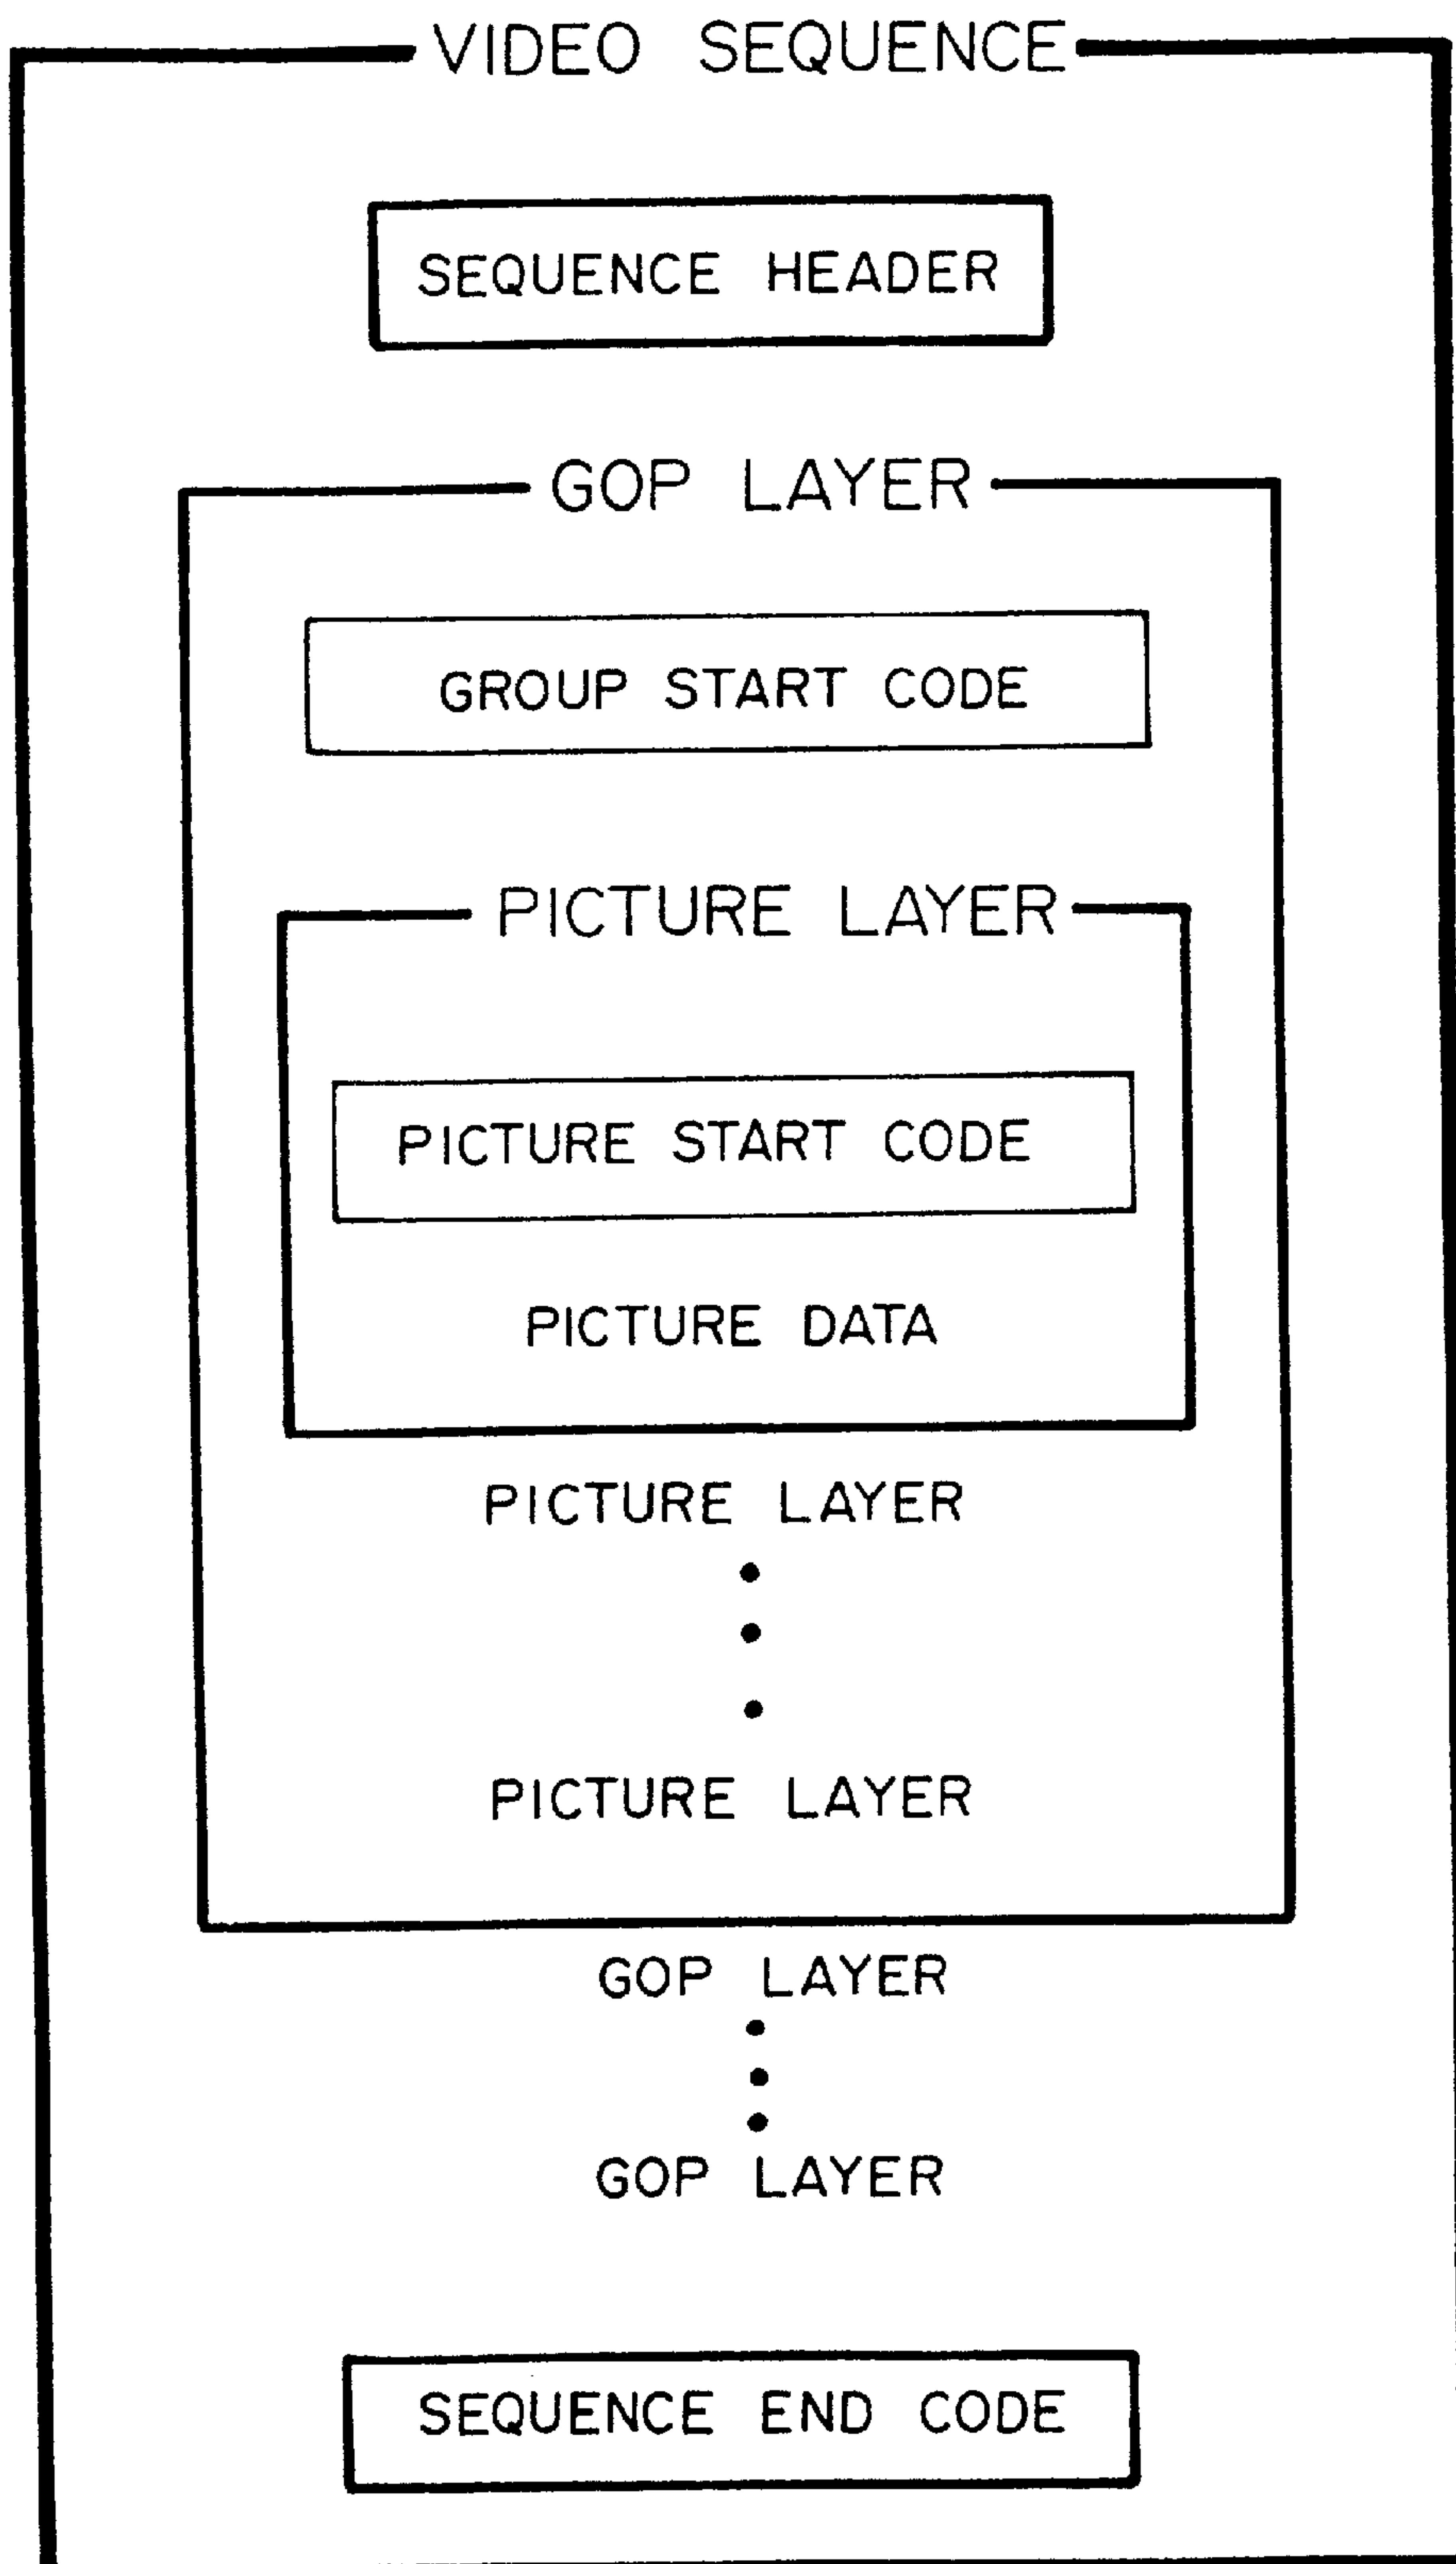 VIDEO SEQUENCE
SEQUENCE HEADER
GOP LAYER
GROUP START CODE
PICTURE LAYER
PICTURE START CODE
PICTURE DATA
PICTURE LAYER
PICTURE LAYER
GOP LAYER
GOP LAYER
SEQUENCE END CODE